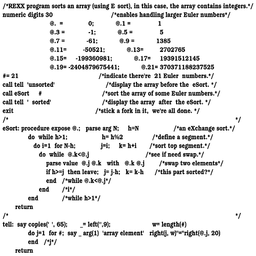 /*REXX program sorts an array (using E sort), in this case, the array contains integers.*/
numeric digits 30 /*enables handling larger Euler numbers*/
@. = 0; @.1 = 1
@.3 = -1; @.5 = 5
@.7 = -61; @.9 = 1385
@.11= -50521; @.13= 2702765
@.15= -199360981; @.17= 19391512145
@.19= -2404879675441; @.21= 370371188237525
#= 21 /*indicate there're 21 Euler numbers.*/
call tell 'unsorted' /*display the array before the eSort. */
call eSort # /*sort the array of some Euler numbers.*/
call tell ' sorted' /*display the array after the eSort. */
exit /*stick a fork in it, we're all done. */
/* */
eSort: procedure expose @.; parse arg N; h=N /*an eXchange sort.*/
do while h>1; h= h%2 /*define a segment.*/
do j=1 for N-h; j=i; k= h+i /*sort top segment.*/
do while @.k<@.j /*see if need swap.*/
parse value @.j @.k with @.k @.j /*swap two elements*/
if h>=j then leave; j= j-h; k= k-h /*this part sorted?*/
end /*while @.k<@.j*/
end /*i*/
end /*while h>1*/
return
/* */
tell: say copies(' ', 65); _= left('',9); w= length(#)
do j=1 for #; say _ arg(1) 'array element' right(j, w)'='right(@.j, 20)
end /*j*/
return